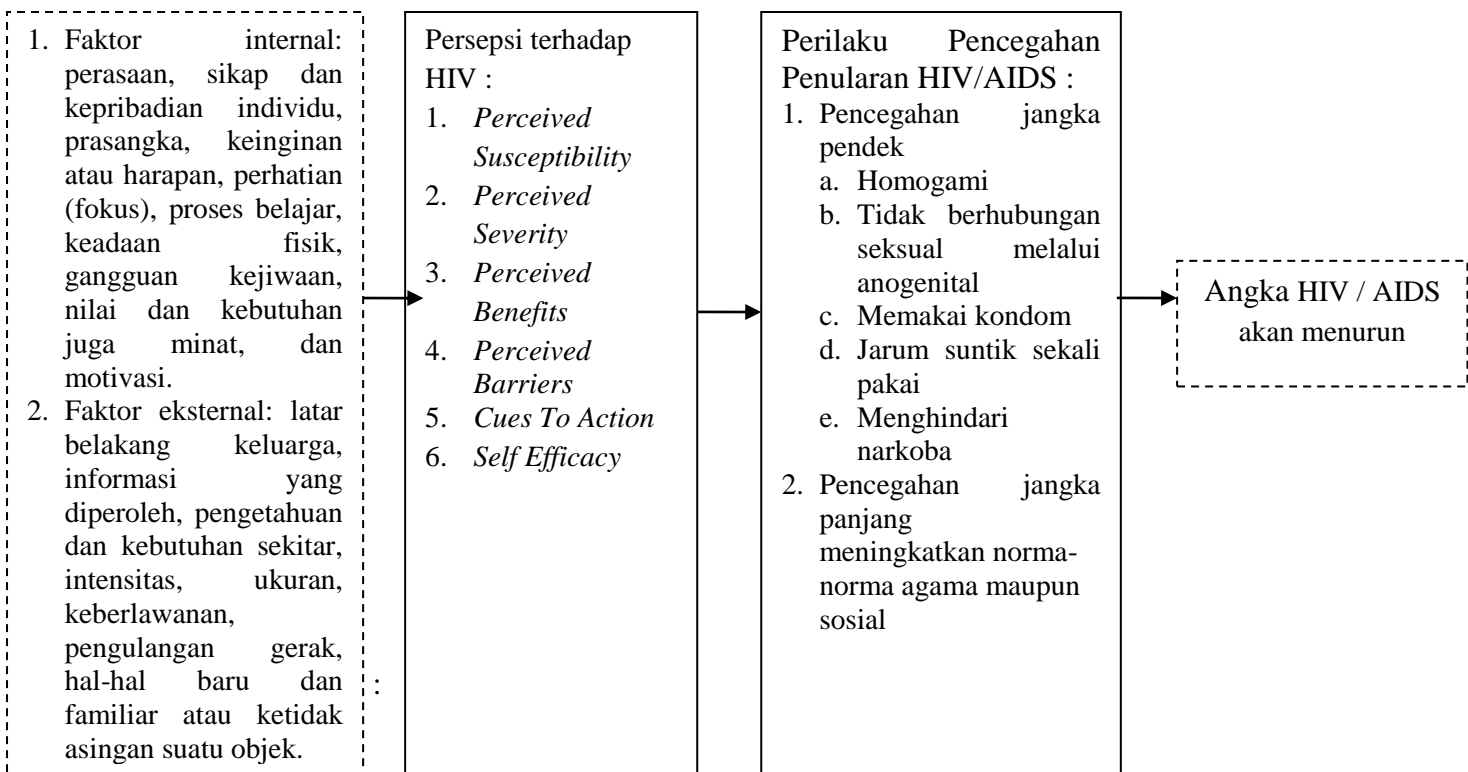 1. Faktor internal:
perasaan, sikap dan
kepribadian individu,
prasangka, keinginan
atau harapan, perhatian
(fokus), proses belajar,
keadaan fisik,
gangguan kejiwaan,
nilai dan kebutuhan
juga minat, dan
motivasi.
2. Faktor eksternal: latar
belakang keluarga,
informasi yang
diperoleh, pengetahuan
dan kebutuhan sekitar,
intensitas, ukuran,
keberlawanan,
pengulangan gerak,
hal-hal baru dan
familiar atau ketidak
asingan suatu objek.
:
Persepsi terhadap
HIV :
1. Perceived
Susceptibility
2. Perceived
Severity
3. Perceived
Benefits
4. Perceived
Barriers
5. Cues To Action
6. Self Efficacy
Perilaku Pencegahan
Penularan HIV/AIDS :
1. Pencegahan jangka
pendek
a. Homogami
b. Tidak berhubungan
seksual melalui
anogenital
c. Memakai kondom
d. Jarum suntik sekali
pakai
e. Menghindari
narkoba
2. Pencegahan jangka
panjang
meningkatkan norma-
norma agama maupun
sosial
Angka HIV / AIDS
akan menurun